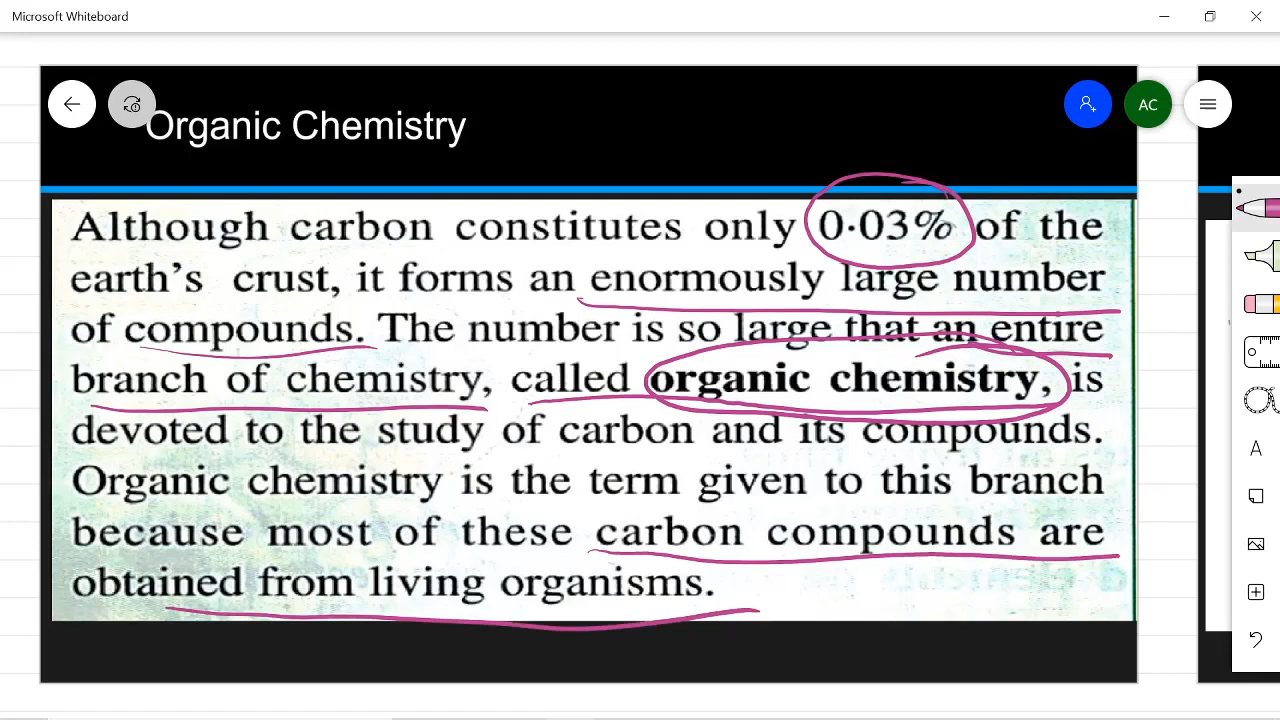 Microsoft Whiteboard
Organic Chemistry
AC
Although carbon constitutes only 0·03% of the
earth's crust, it forms an enormously large number
of compounds. The number is so large that an entire
branch of chemistry, called organic chemistry, is
devoted to the study of carbon and its compounds.
Organic chemistry is the term given to this branch
because most of these carbon compounds are
obtained from living organisms.